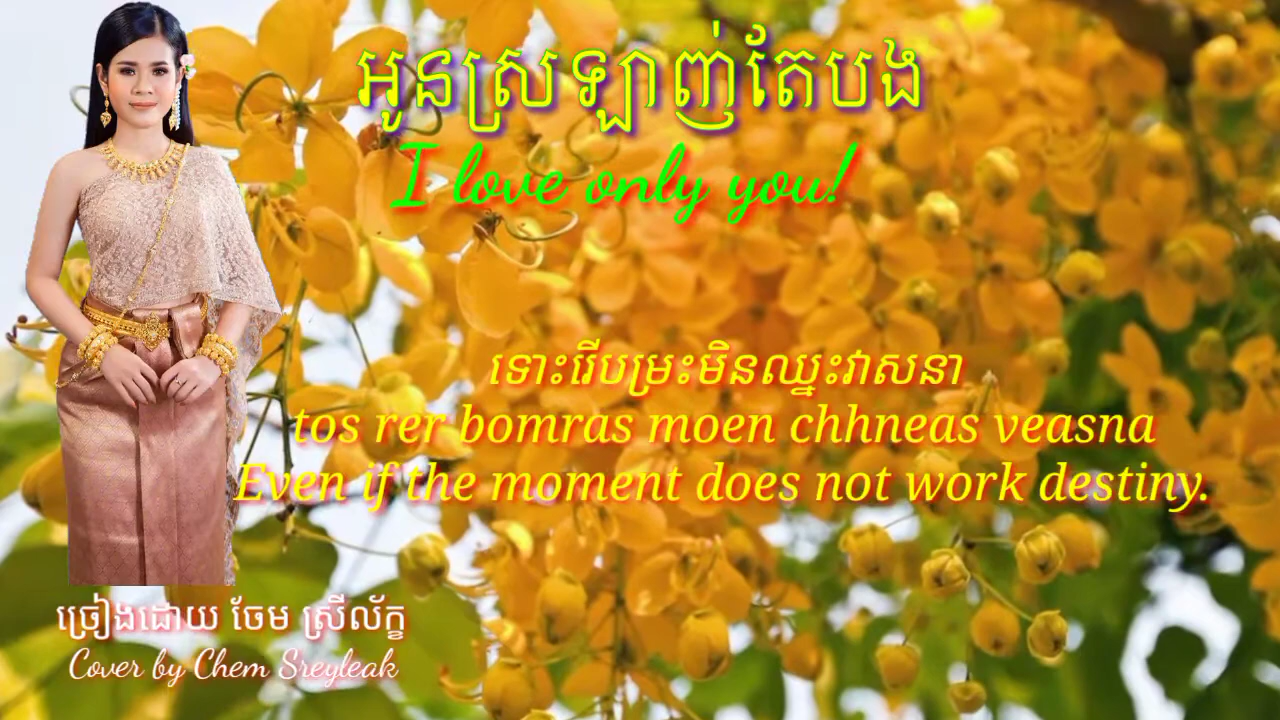 អូនស្រឡាញ់តែបង
I love only you!
ទោះរើបម្រះមិនឈ្នះវាសនា
tos rer bomras moen chhneas veasna
Even if the moment does not work destiny.
ច្រៀងដោយ ចែម ស្រីល័ក្ខ
Cover by Chem Sreyleak